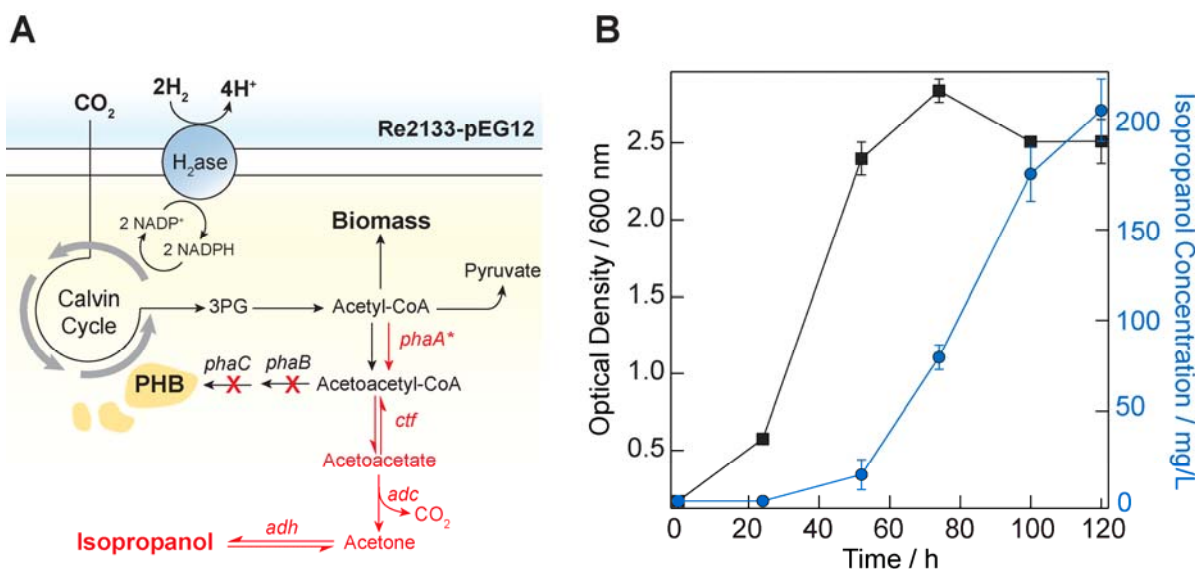 A
CO2
2H2
4H+
Re2133-pEG12
H2ase
2 NADP+
2 NADPH
Biomass
Pyruvate
Calvin
Cycle
3PG
Acetyl-CoA
phaA*
PHB
phaC
X
phaB
X
Acetoacetyl-CoA
ctf
Acetoacetate
adc
CO2
Isopropanol
adh
Acetone
B
Optical Density / 600 nm
2.5
2.0
1.5
1.0
0.5
0
20
40
60
80
100
120
Time / h
200
150
100
50
0
Isopropanol Concentration / mg/L